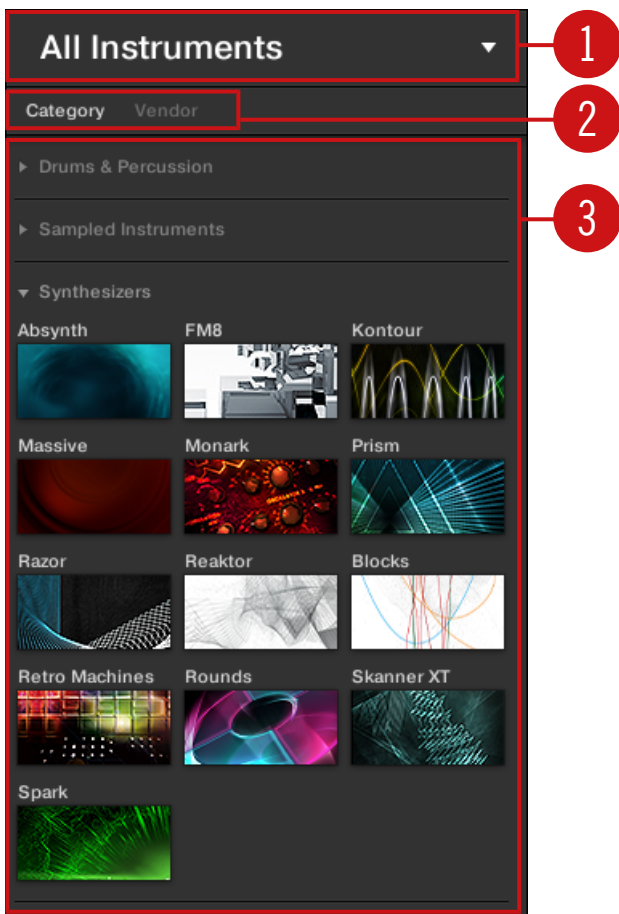 All Instruments
1
Category Vendor
2
Drums & Percussion
3
Sampled Instruments
Synthesizers
Absynth FM8 Kontour
Massive Monark Prism
Razor Reaktor Blocks
Retro Machines Rounds Skanner XT
Spark